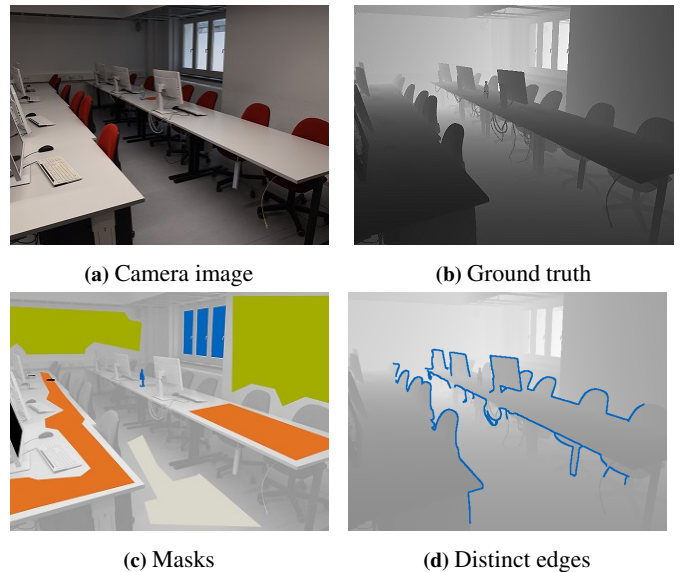 (a) Camera image
(b) Ground truth
(c) Masks
(d) Distinct edges